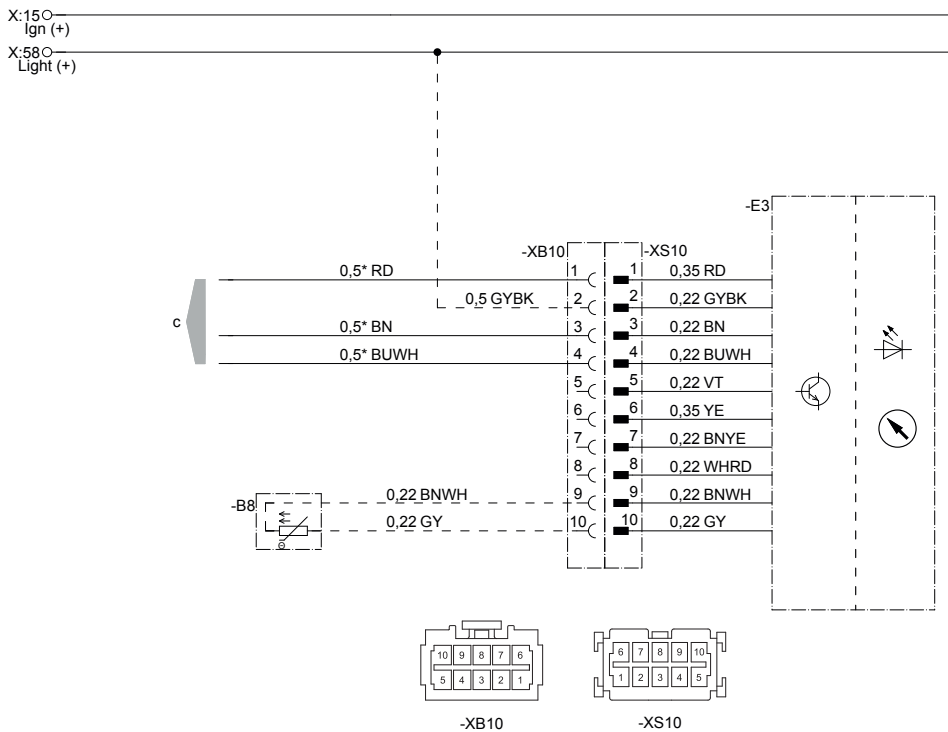 X:15
Ign (+)
X:58
Light (+)
-E3
-XB10 -XS10
0,5* RD 1 1 0,35 RD
0,5 GYBK 2 2 0,22 GYBK
c
0,5* BN 3 3 0,22 BN
0,5* BUWH 4 4 0,22 BUWH
5 5 0,22 VT
6 6 0,35 YE
7 7 0,22 BNYE
8 8 0,22 WHRD
-B8
0,22 BNWH 9 9 0,22 BNWH
0,22 GY 10 10 0,22 GY
Θ
10 9 8 7 6
5 4 3 2 1
6 7 8 9 10
1 2 3 4 5
-XB10
-XS10